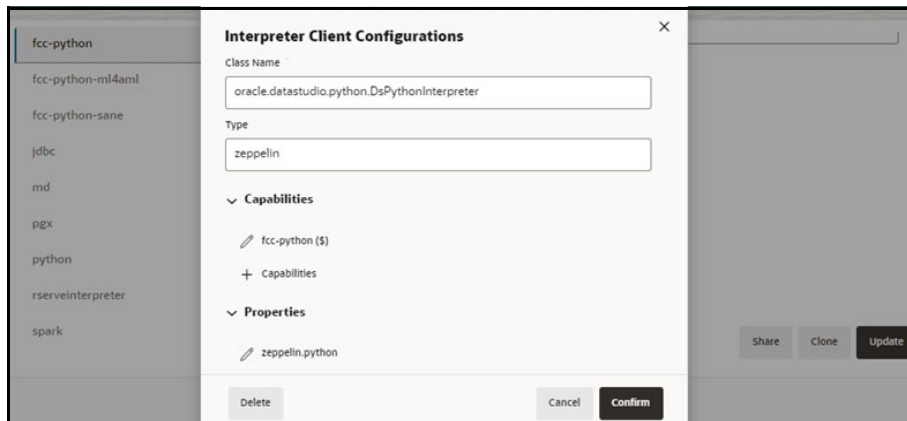 fcc-python
fcc-python-ml4aml
fcc-python-sane
jdbc
md
pgx
python
rserveinterpreter
spark
Interpreter Client Configurations
Class Name
oracle.datastudio.python.DsPythonInterpreter
Type
zeppelin
Capabilities
fcc-python ($)
+ Capabilities
Properties
zeppelin.python
Delete
Cancel
Confirm
Share
Clone
Update